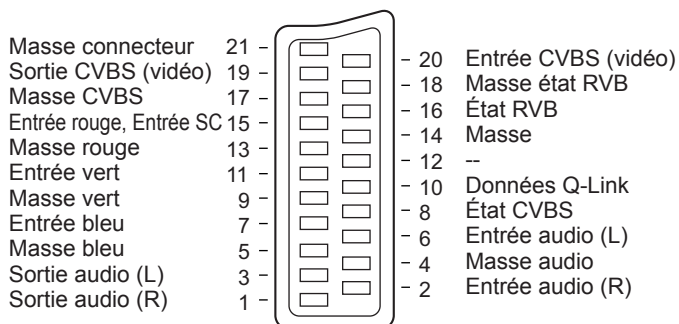 Masse connecteur 21
Sortie CVBS (vidéo) 19
Masse CVBS 17
Entrée rouge, Entrée SC 15
Masse rouge 13
Entrée vert 11
Masse vert 9
Entrée bleu 7
Masse bleu 5
Sortie audio (L) 3
Sortie audio (R) 1
20 Entrée CVBS (vidéo)
18 Masse état RVB
16 État RVB
14 Masse
12 --
10 Données Q-Link
8 État CVBS
6 Entrée audio (L)
4 Masse audio
2 Entrée audio (R)